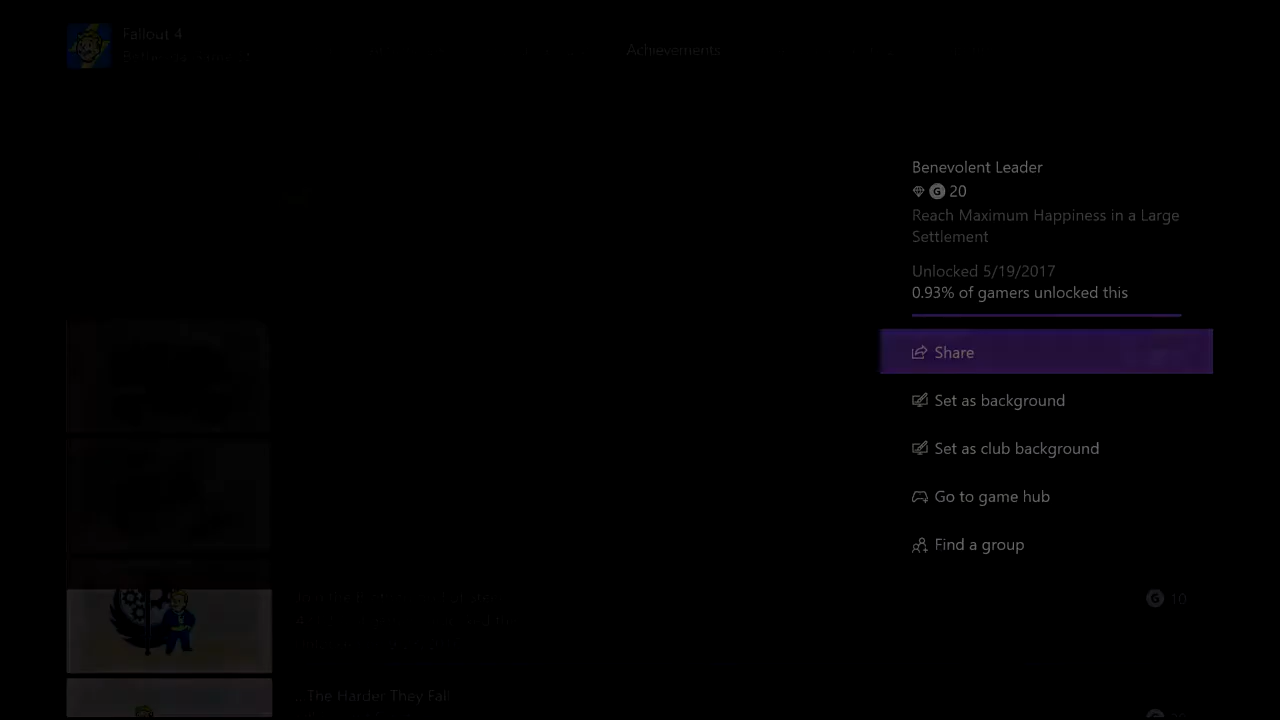 Fallout 4
Achievements
Benevolent Leader
G 20
Reach Maximum Happiness in a Large
Settlement
Unlocked 5/19/2017
0.93% of gamers unlocked this
Share
Set as background
Set as club background
Go to game hub
Find a group
G 10
...The Harder They Fall